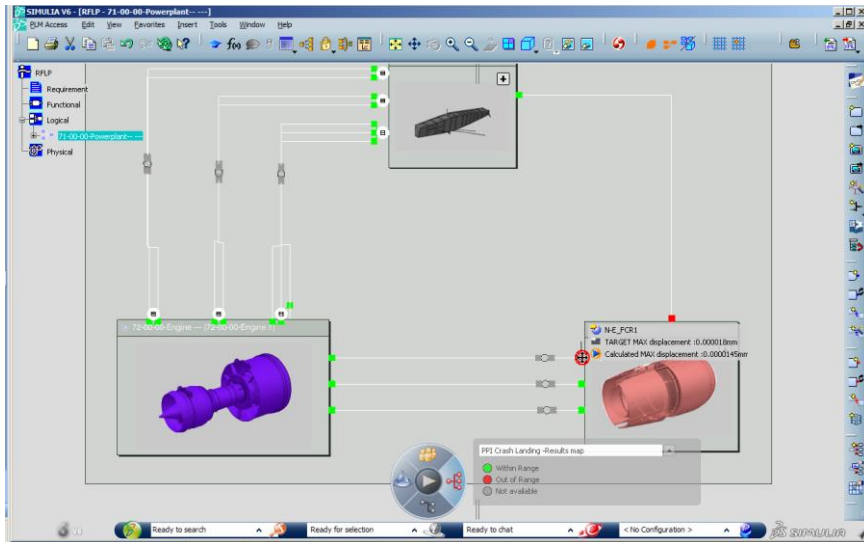 SIMULIA V6 - [RFLP - 71-00-00-Powerplant-- ---]
PLM Access Edit View Favorites Insert Tools Window Help
RFLP
Requirement
Functional
Logical
71-00-00-Powerplant-- ---
Physical
72-00-00-Engine --- (72-00-00-Engine.1)
N-E_PCR1
TARGET MAX displacement :0.000018mm
Calculated MAX displacement :0.0000145mm
PPI Crash Landing -Results map
Within Range
Out of Range
Not available
Ready to search
Ready for selection
Ready to chat
< No Configuration >
SIMULIA